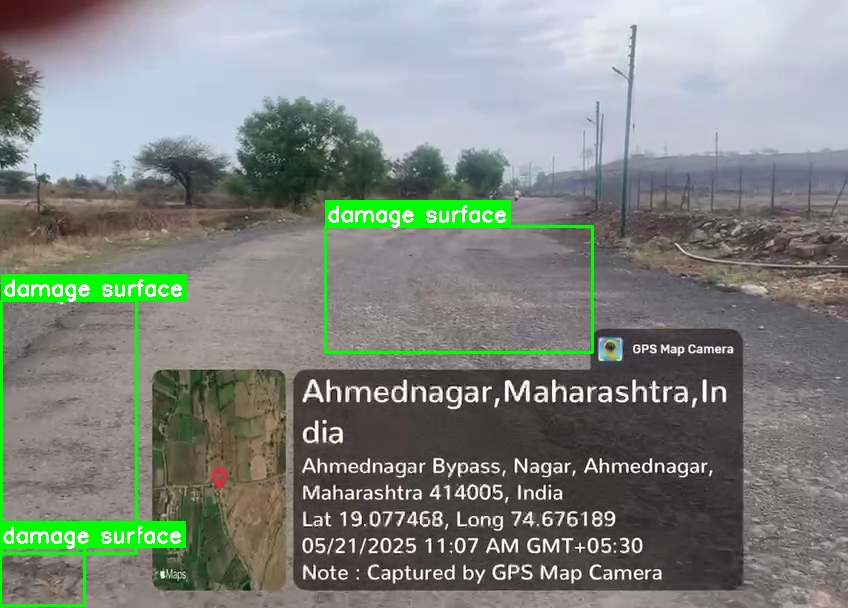 damage surface
damage surface
GPS Map Camera
Ahmednagar,Maharashtra,In
dia
Ahmednagar Bypass, Nagar, Ahmednagar,
Maharashtra 414005, India
Lat 19.077468, Long 74.676189
05/21/2025 11:07 AM GMT+05:30
Note : Captured by GPS Map Camera
damage surface
Maps